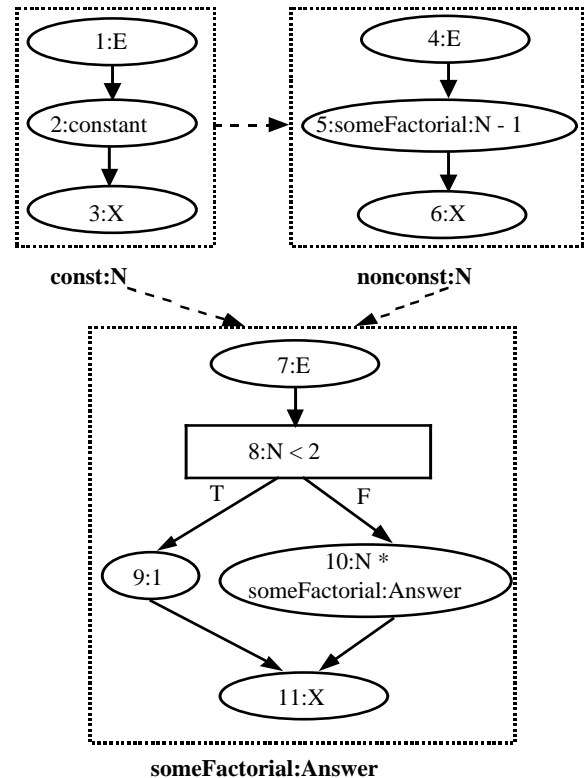 1:E
2:constant
3:X
4:E
5:someFactorial:N - 1
6:X
const:N
nonconst:N
7:E
8:N < 2
T
F
9:1
10:N *
someFactorial:Answer
11:X
someFactorial:Answer